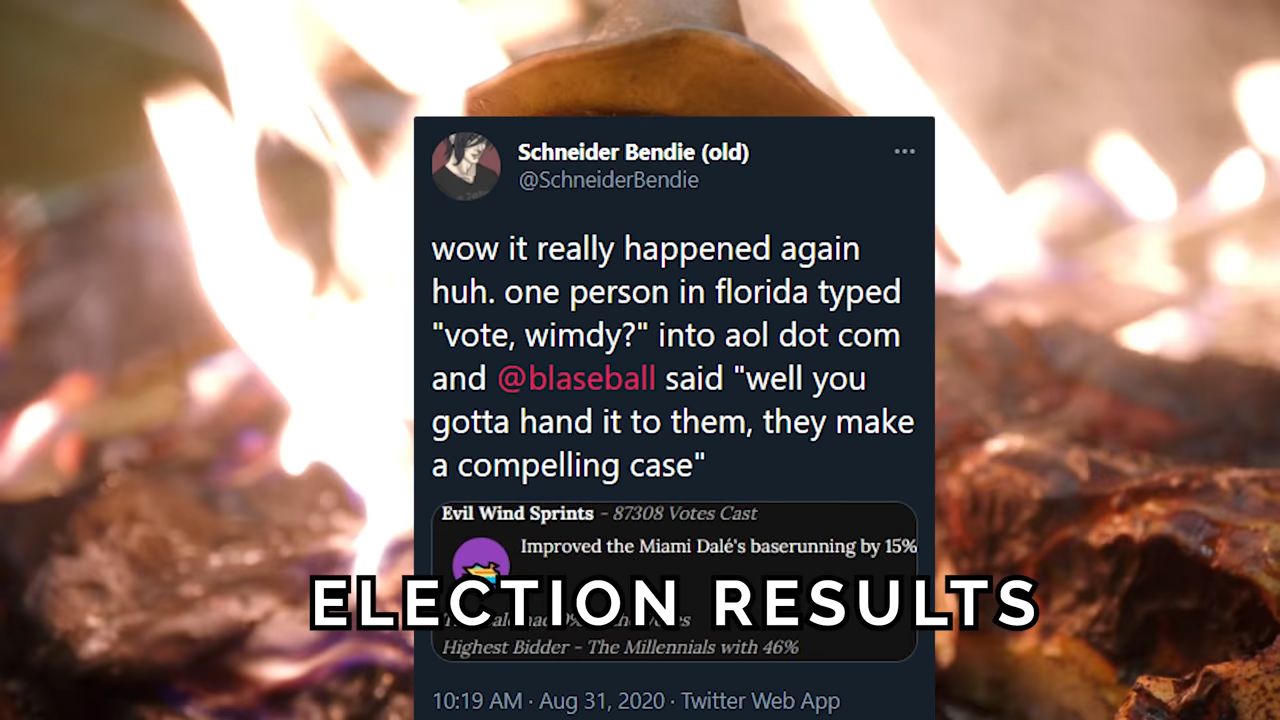 Schneider Bendie (old)
@SchneiderBendie
wow it really happened again
huh. one person in florida typed
"vote, wimdy?" into aol dot com
and @blaseball said "well you
gotta hand it to them, they make
a compelling case"
Evil Wind Sprints - 87308 Votes Cast
Improved the Miami Dalé's baserunning by 15%
ELECTION RESULTS
Highest Bidder - The Millennials with 46%
10:19 AM · Aug 31, 2020 · Twitter Web App